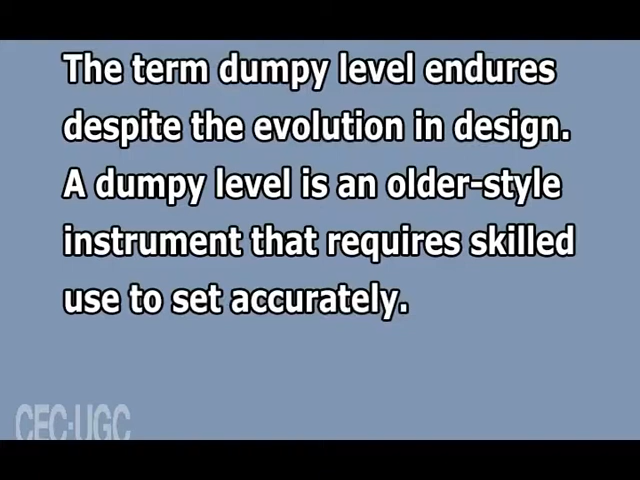 The term dumpy level endures
despite the evolution in design.
A dumpy level is an older-style
instrument that requires skilled
use to set accurately.
CEC-UGC